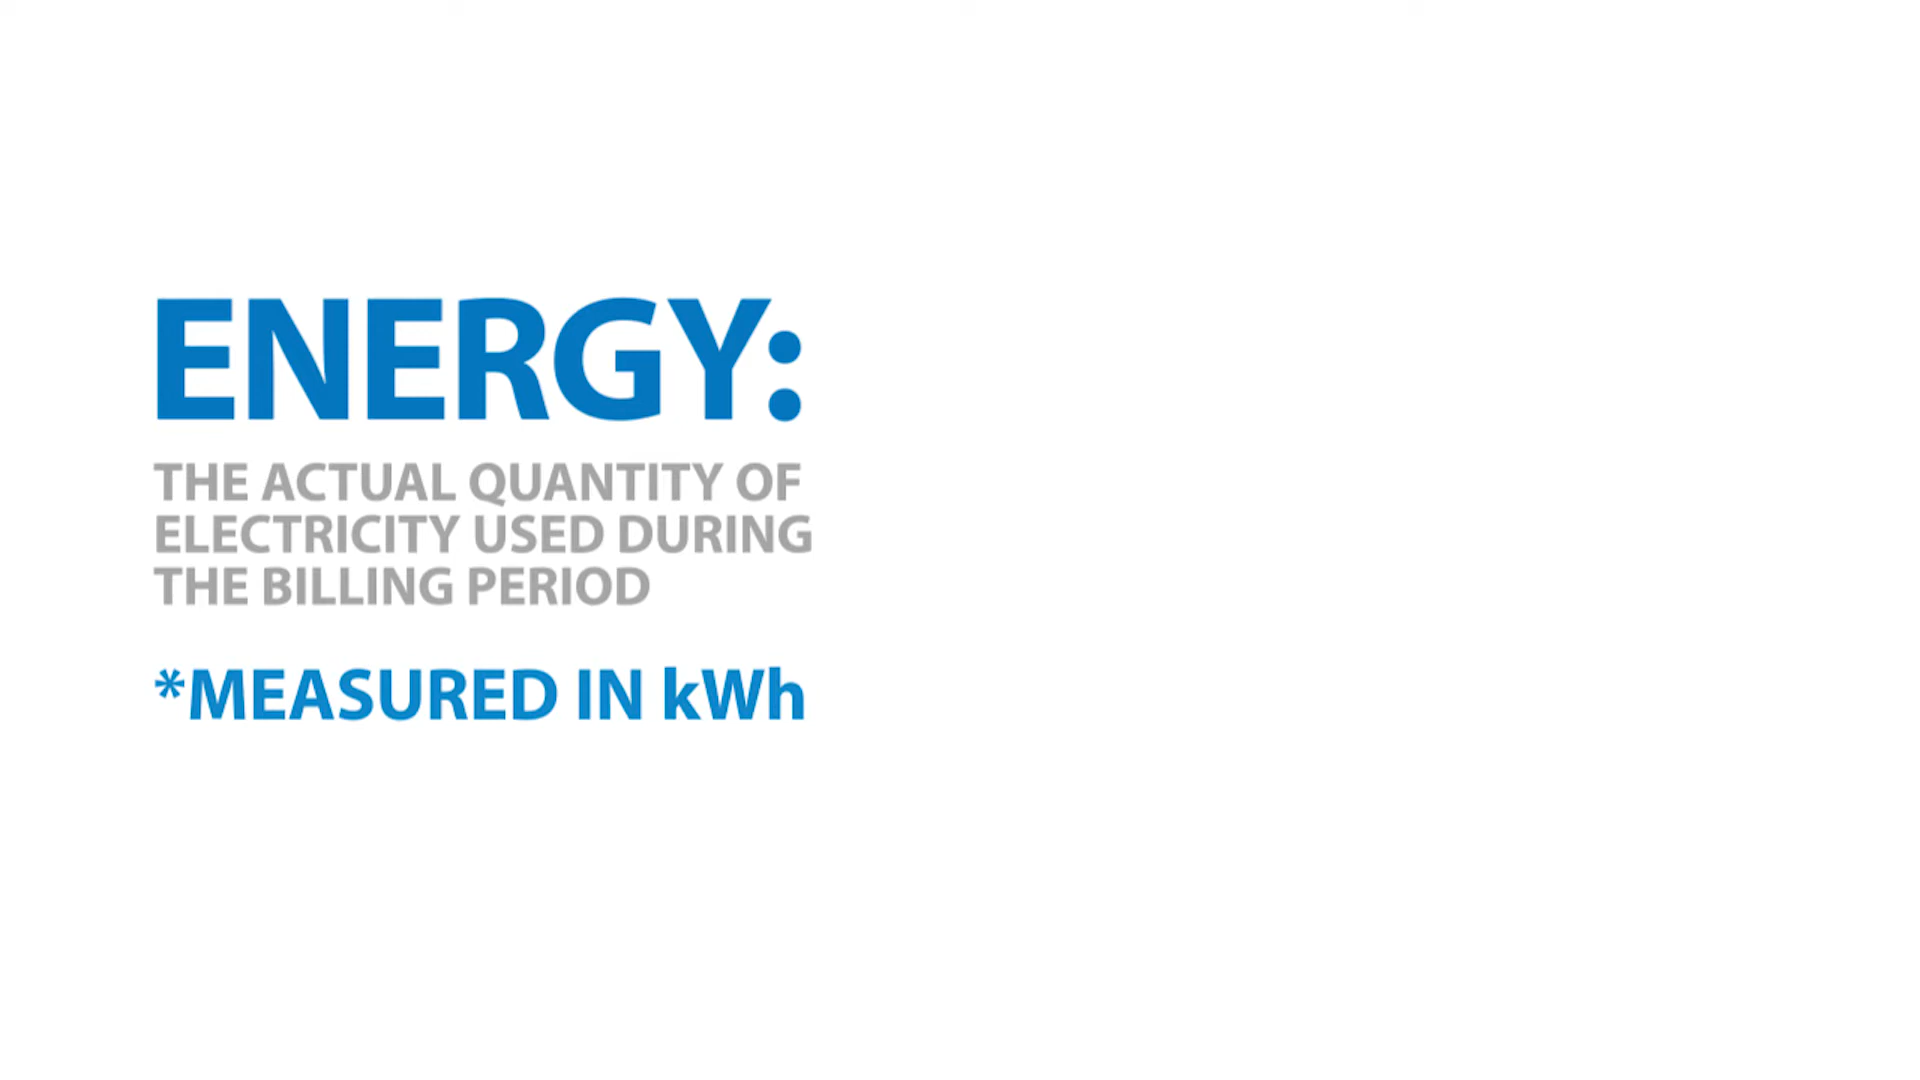 ENERGY:
THE ACTUAL QUANTITY OF
ELECTRICITY USED DURING
THE BILLING PERIOD
*MEASURED IN kWh